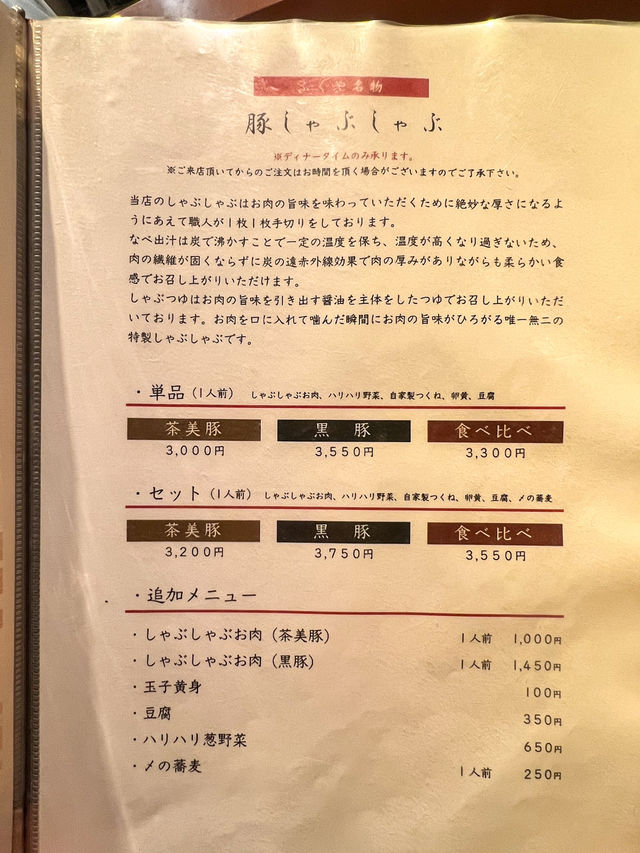 名物
豚しゃぶしゃぶ
※ディナータイムのみ承ります。
※ご来店頂いてからのご注文はお時間を頂く場合がございますのでご了承下さい。
当店のしゃぶしゃぶはお肉の旨味を味わっていただくために絶妙な厚さになるよ
うにあえて職人が1枚1枚手切りをしております。
なべ出汁は炭で沸かすことで一定の温度を保ち、温度が高くなり過ぎないため、
肉の繊維が固くならずに炭の遠赤外線効果で肉の厚みがありながらも柔らかい食
感でお召し上がりいただけます。
しゃぶつゆはお肉の旨味を引き出す醤油を主体をしたつゆでお召し上がりいただ
いております。お肉を口に入れて噛んだ瞬間にお肉の旨味がひろがる唯一無二の
特製しゃぶしゃぶです。
・単品（1人前） しゃぶしゃぶお肉、ハリハリ野菜、自家製つくね、卵黄、豆腐
茶美豚 黒豚 食べ比べ
3,000円 3,550円 3,300円
・セット（1人前） しゃぶしゃぶお肉、ハリハリ野菜、自家製つくね、卵黄、豆腐、〆の蕎麦
茶美豚 黒豚 食べ比べ
3,200円 3,750円 3,550円
・追加メニュー
・しゃぶしゃぶお肉（茶美豚） 1人前 1,000円
・しゃぶしゃぶお肉（黒豚） 1人前 1,450円
・玉子黄身 100円
・豆腐 350円
・ハリハリ葱野菜 650円
・〆の蕎麦 1人前 250円